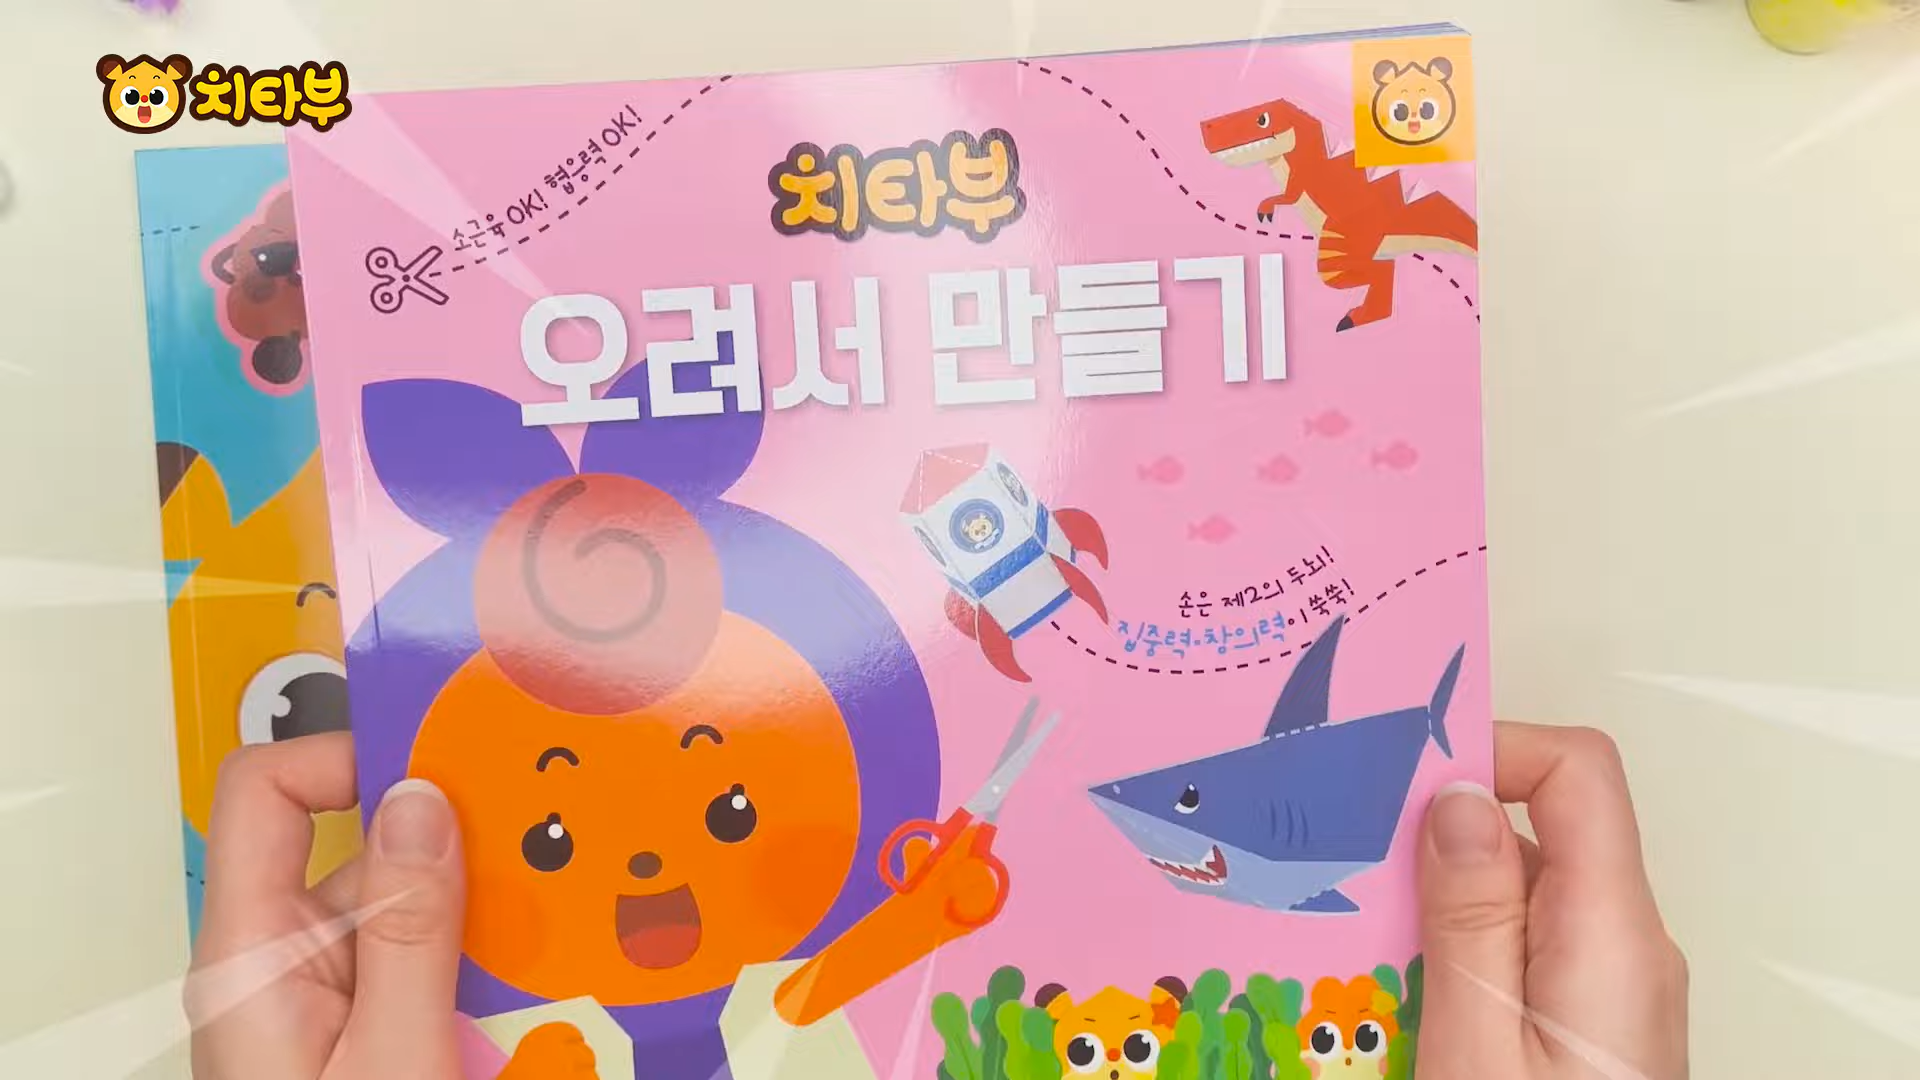 치타부
소근육 OK! 협응력 OK!
치타부
오려서 만들기
손은 제2의 두뇌!
집중력·창의력이 쑥쑥!